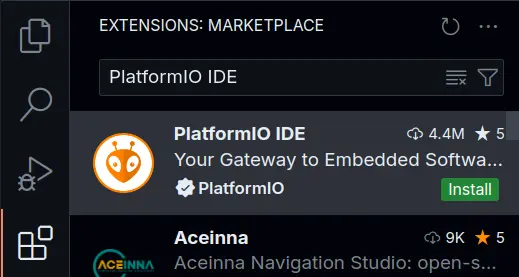 EXTENSIONS: MARKETPLACE
PlatformIO IDE
PlatformIO IDE 4.4M 5
Your Gateway to Embedded Softwa...
PlatformIO Install
Aceinna 9K 5
ACEINNA Aceinna Navigation Studio: open-s...